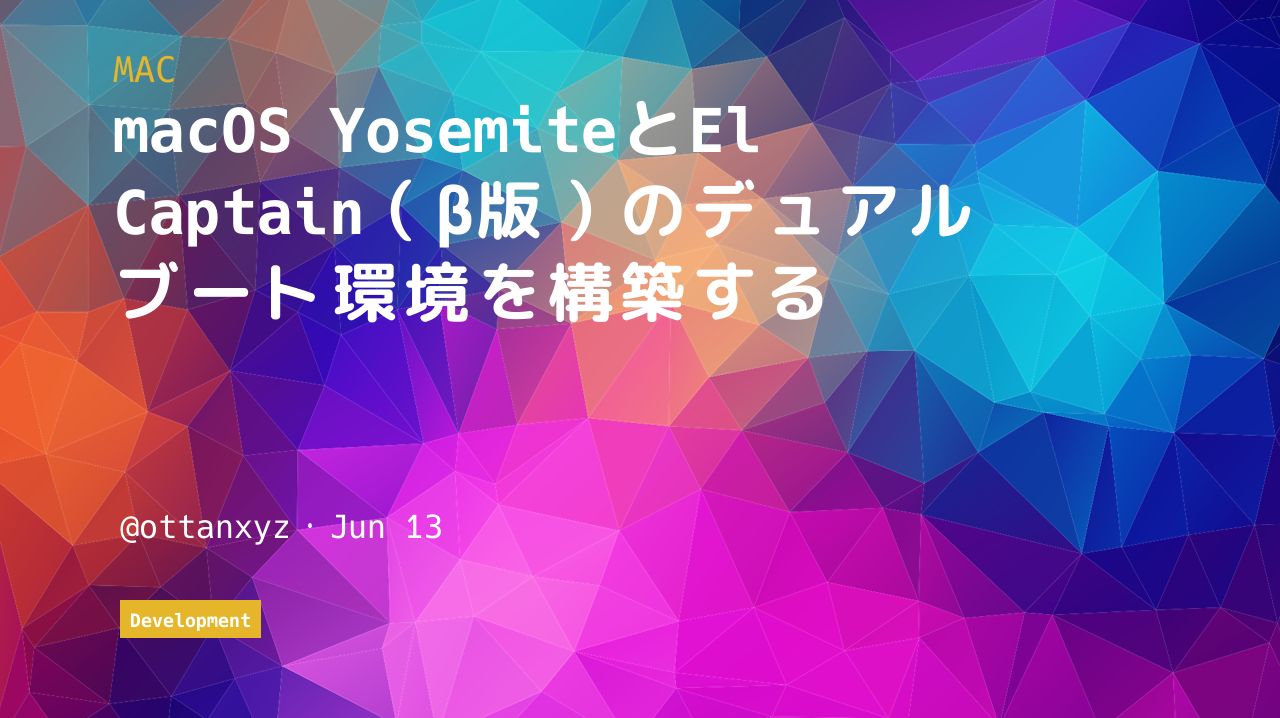 MAC
macOS YosemiteとEl
Captain（β版）のデュアル
ブート環境を構築する
@ottanxyz・Jun 13
Development